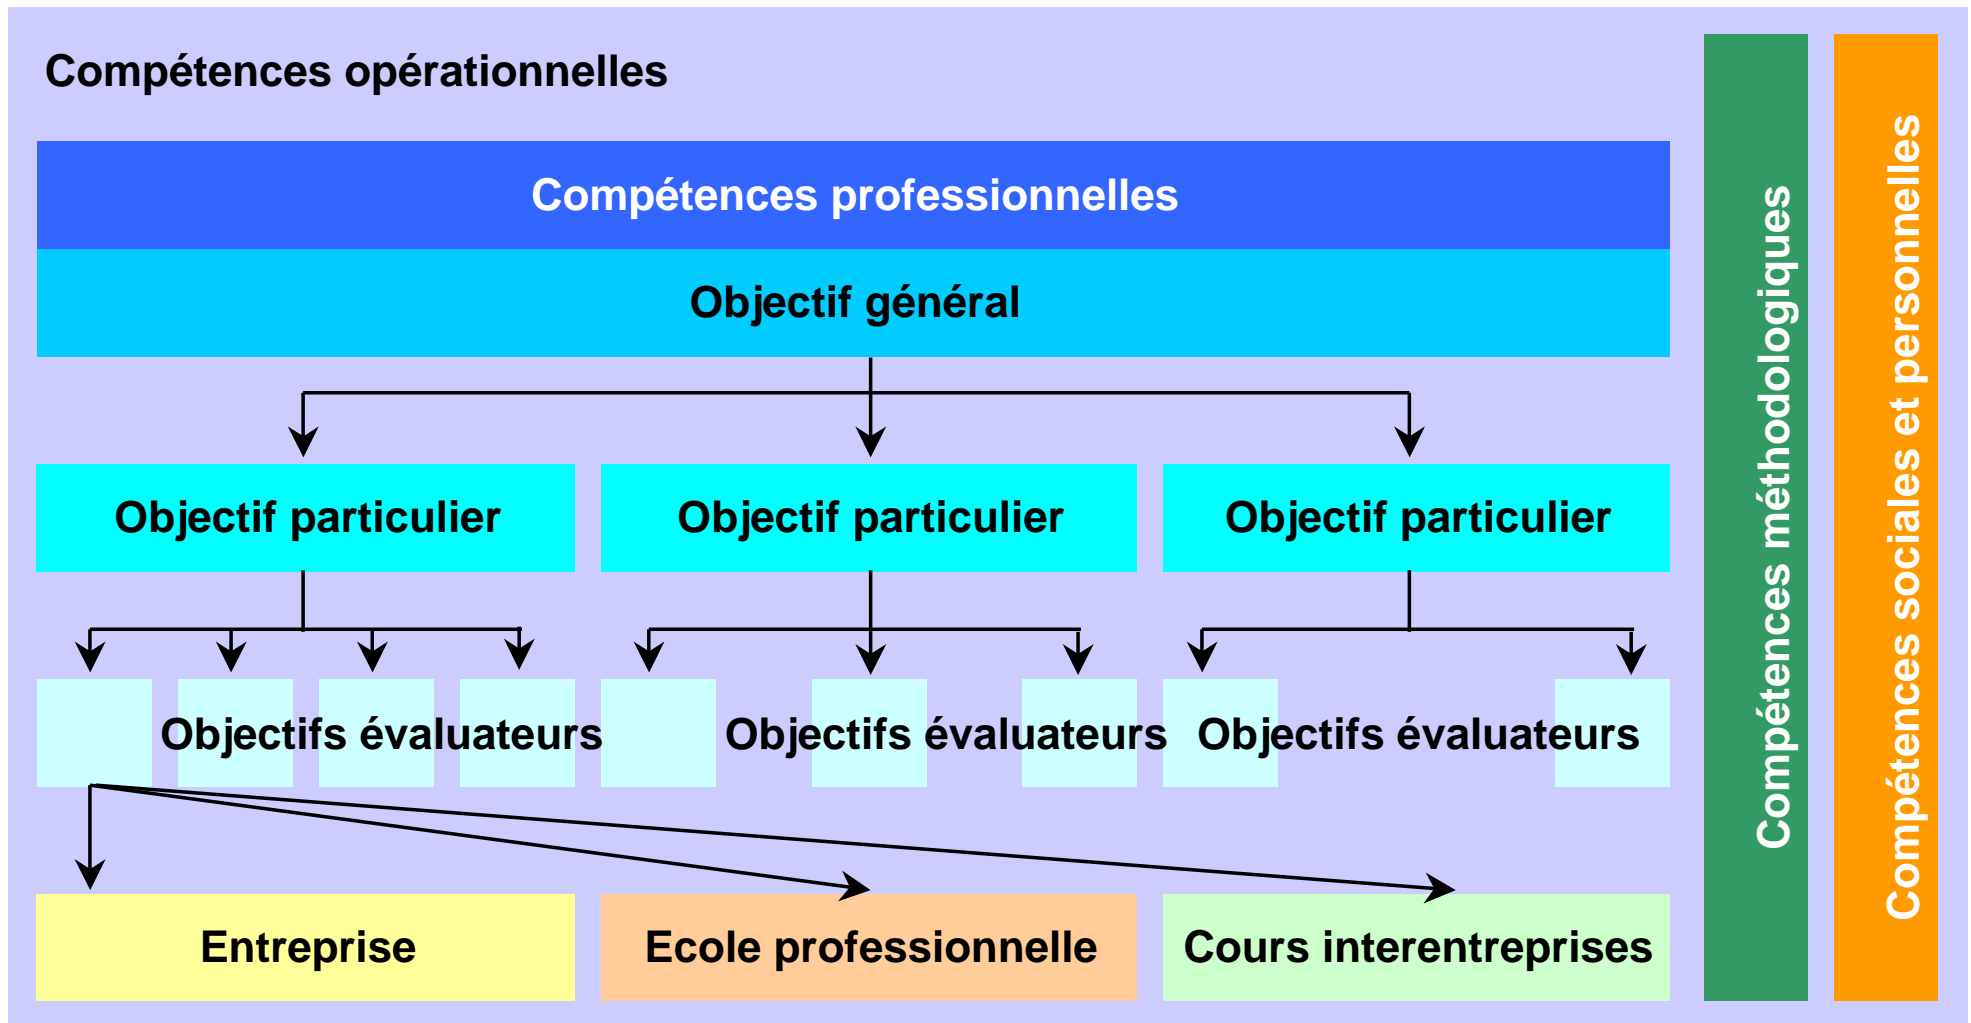 Compétences opérationnelles
Compétences professionnelles
Objectif général
Objectif particulier
Objectif particulier
Objectif particulier
Objectifs évaluateurs
Objectifs évaluateurs
Objectifs évaluateurs
Entreprise
Ecole professionnelle
Cours interentreprises
Compétences méthodologiques
Compétences sociales et personnelles